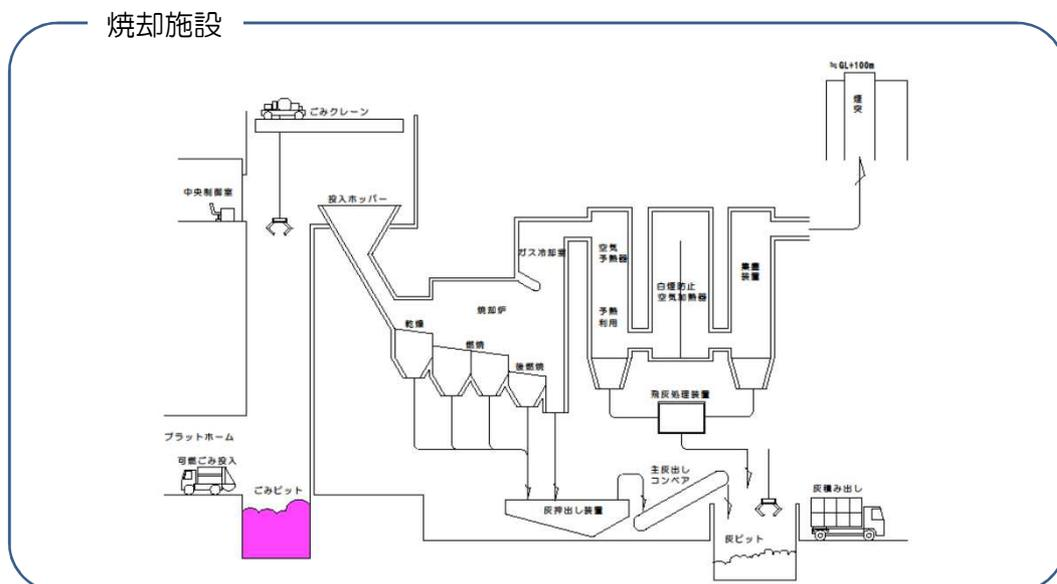 焼却施設
≒GL+100m
煙
突
ごみクレーン
中央制御室
投入ホッパー
ガス冷却室
空気
予熱器
集塵
装置
白煙防止
空気加熱器
焼却炉
予熱
利用
乾燥
燃焼
後燃焼
飛灰処理装置
プラットホーム
可燃ごみ投入
ごみピット
主灰出し
コンベア
灰積み出し
灰押出し装置
灰ピット